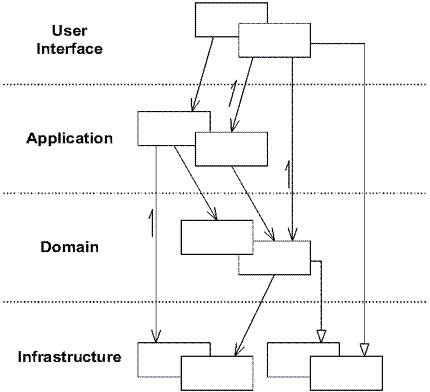 User
Interface
Application
Domain
Infrastructure